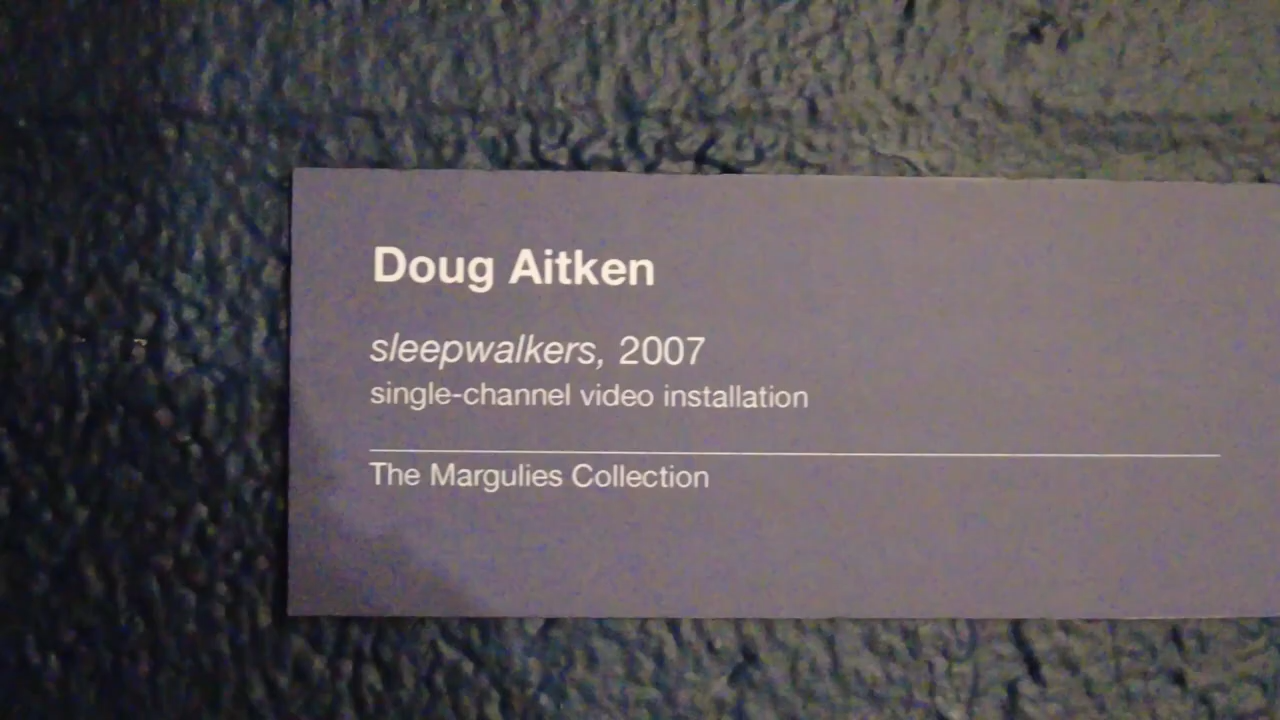 Doug Aitken
sleepwalkers, 2007
single-channel video installation
The Margulies Collection